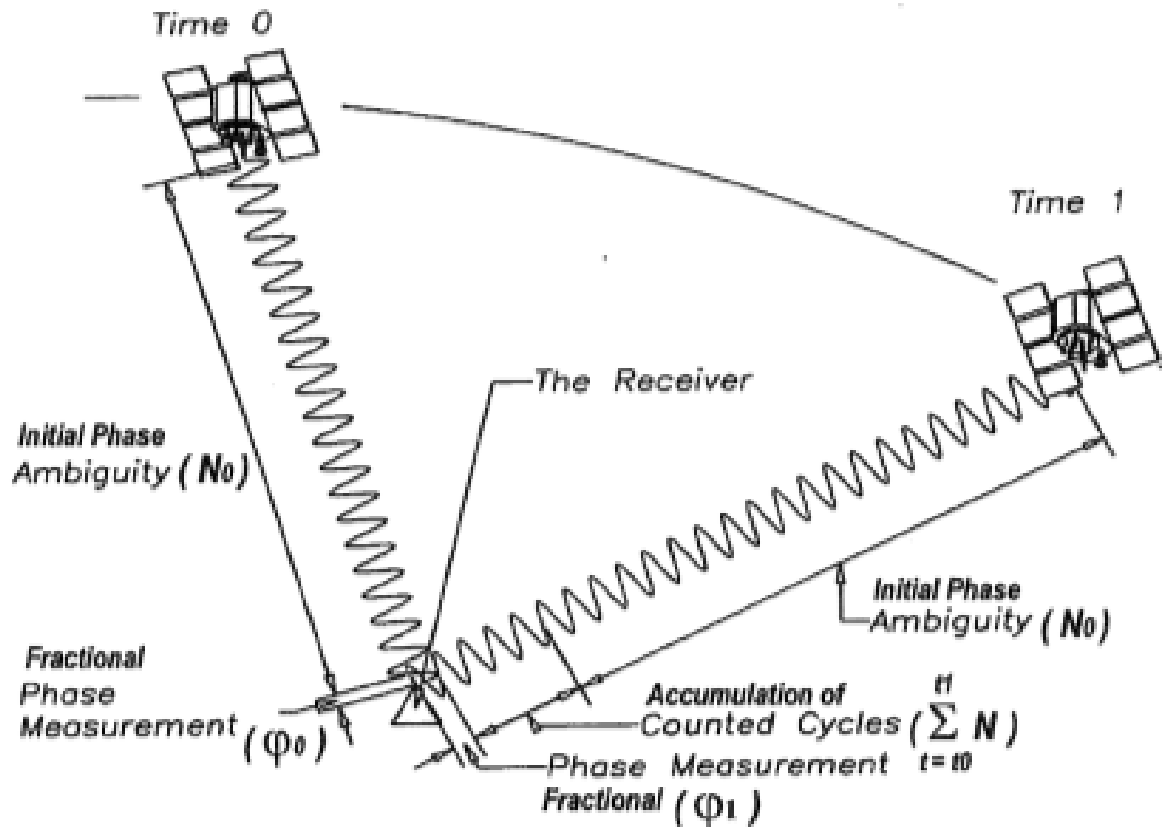 Time 0
Time 1
The Receiver
Initial Phase
Ambiguity (N0)
Initial Phase
Ambiguity (N0)
Fractional
Phase
Measurement (φ0)
Accumulation of
Counted Cycles (∑ N)
t1
t = t0
Phase Measurement
Fractional (φ1)